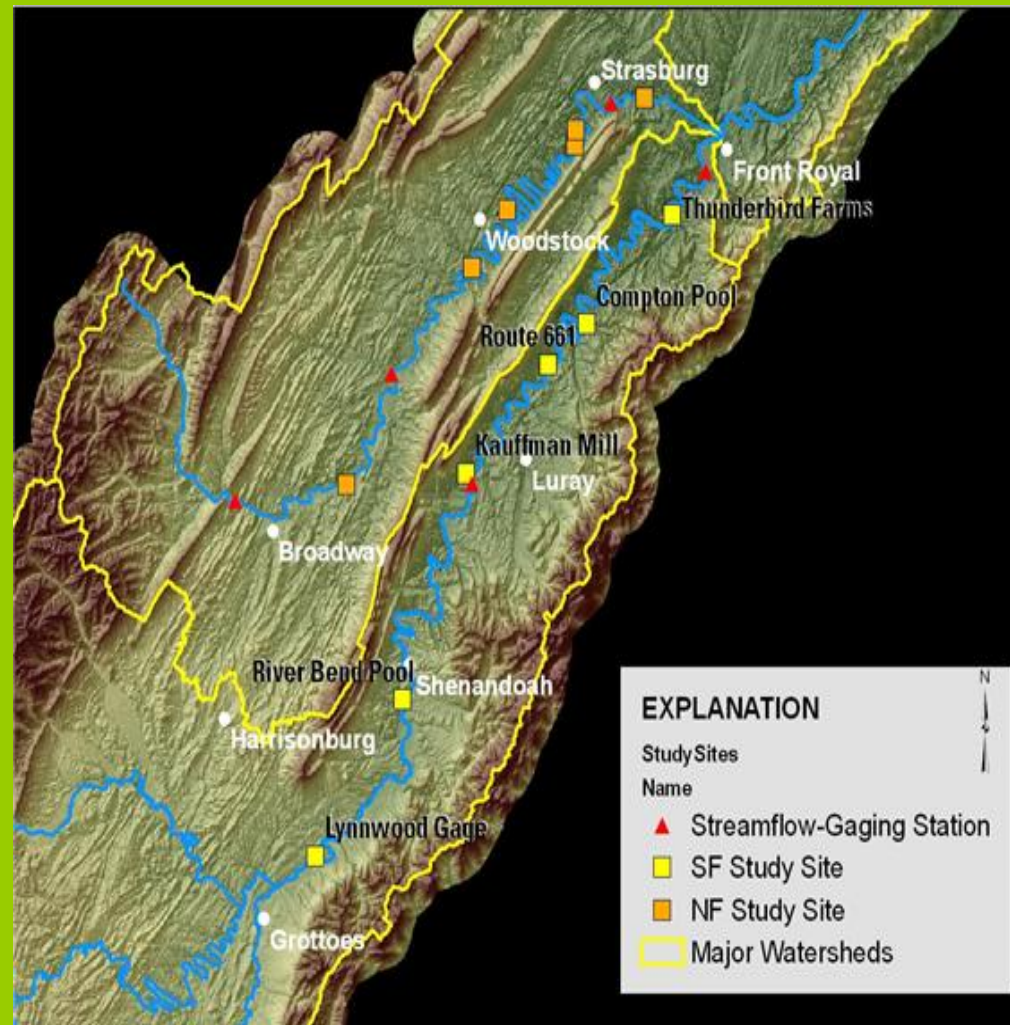 Strasburg
Front Royal
Thunderbird Farms
Woodstock
Compton Pool
Route 661
Kauffman Mill
Luray
Broadway
River Bend Pool
Shenandoah
Harrisonburg
Lynnwood Gage
Grottoes
N
EXPLANATION
Study Sites
Name
Streamflow-Gaging Station
SF Study Site
NF Study Site
Major Watersheds